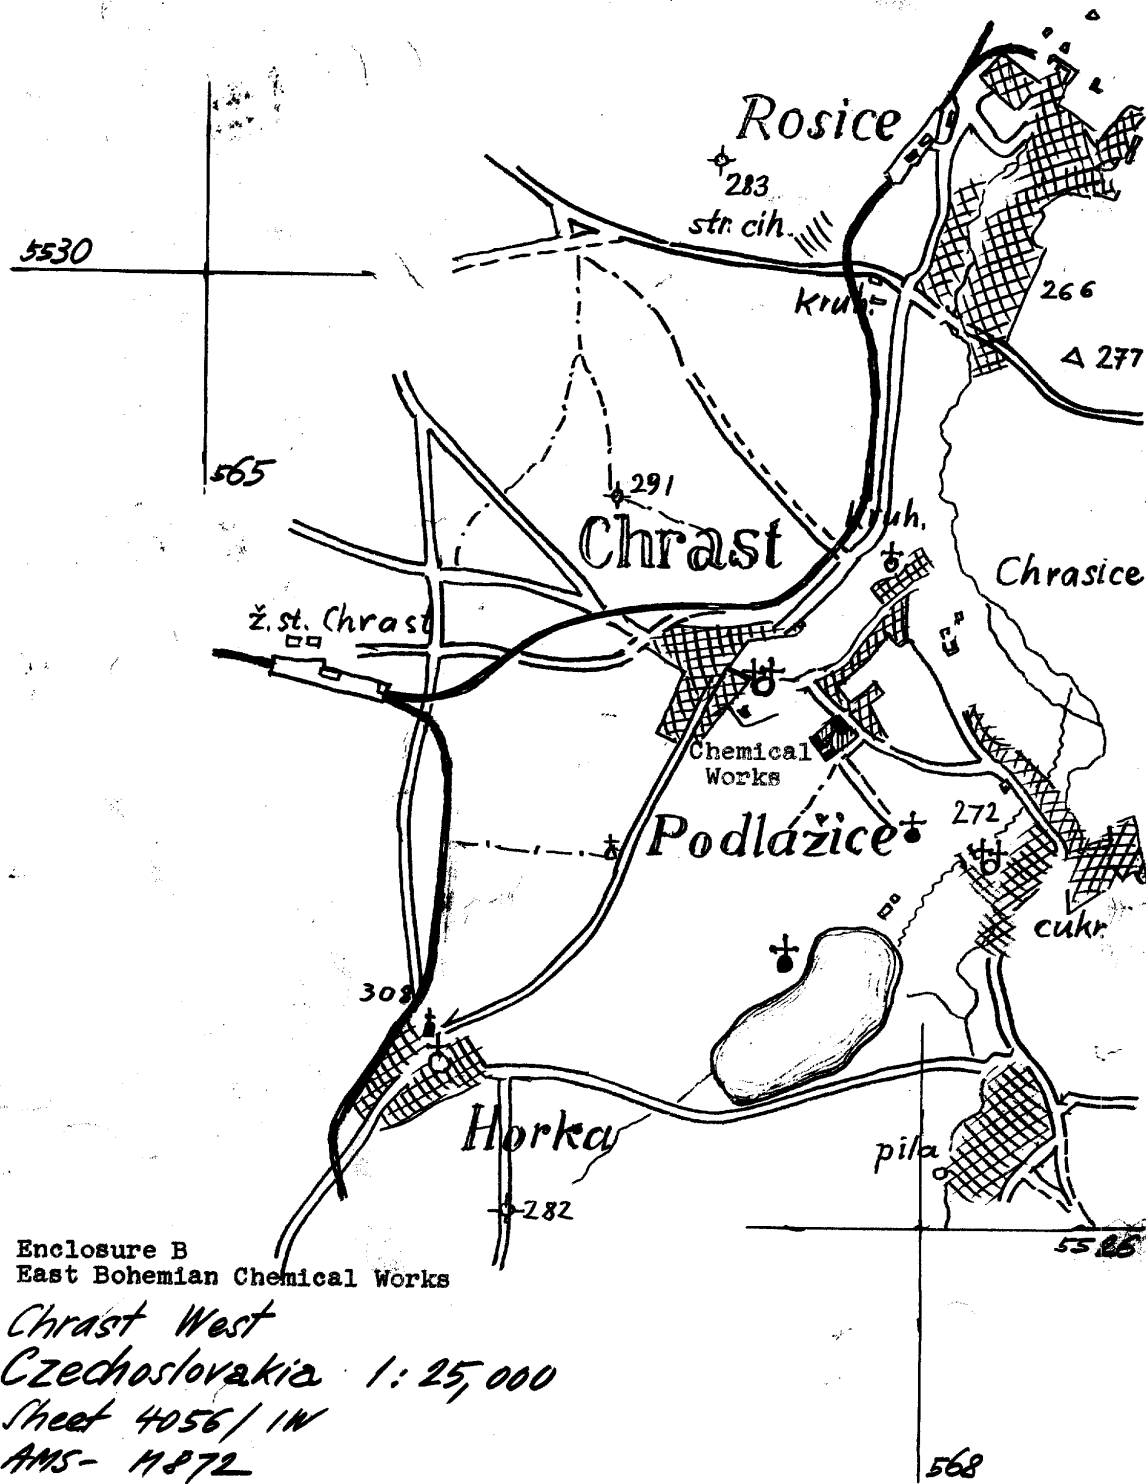 Rosice
283
str. cih.
5530
Kruh.
266
277
565
291
Kruh.
Chrast
Chrasice
ž. st. Chrast
Chemical
Works
272
Podlažice
cukr.
308
Horka
pila
282
5526
Enclosure B
East Bohemian Chemical Works
Chrast West
Czechoslovakia 1:25,000
Sheet 4056/1W
AMS- M872
568